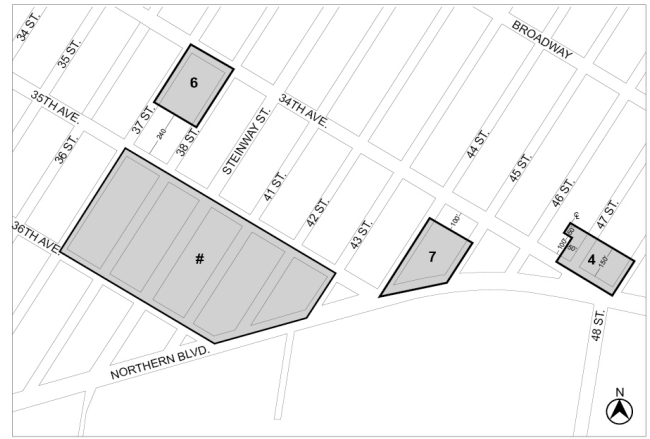 BROADWAY
34 ST.
35 ST.
6
35TH AVE.
37 ST.
34TH AVE.
240
38 ST.
STEINWAY ST.
36 ST.
44 ST.
45 ST.
41 ST.
46 ST.
42 ST.
47 ST.
100'
43 ST.
36TH AVE.
100'
7
#
4
150'
48 ST.
NORTHERN BLVD.
N